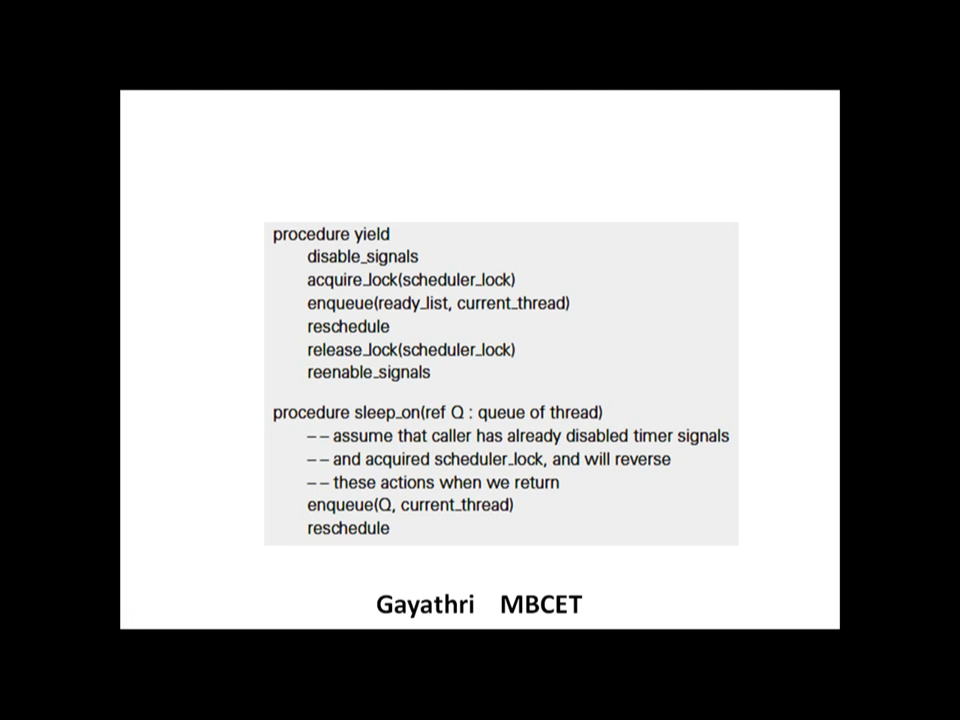 procedure yield
disable_signals
acquire_lock(scheduler_lock)
enqueue(ready_list, current_thread)
reschedule
release_lock(scheduler_lock)
reenable_signals
procedure sleep_on(ref Q : queue of thread)
-- assume that caller has already disabled timer signals
-- and acquired scheduler_lock, and will reverse
-- these actions when we return
enqueue(Q, current_thread)
reschedule
Gayathri MBCET